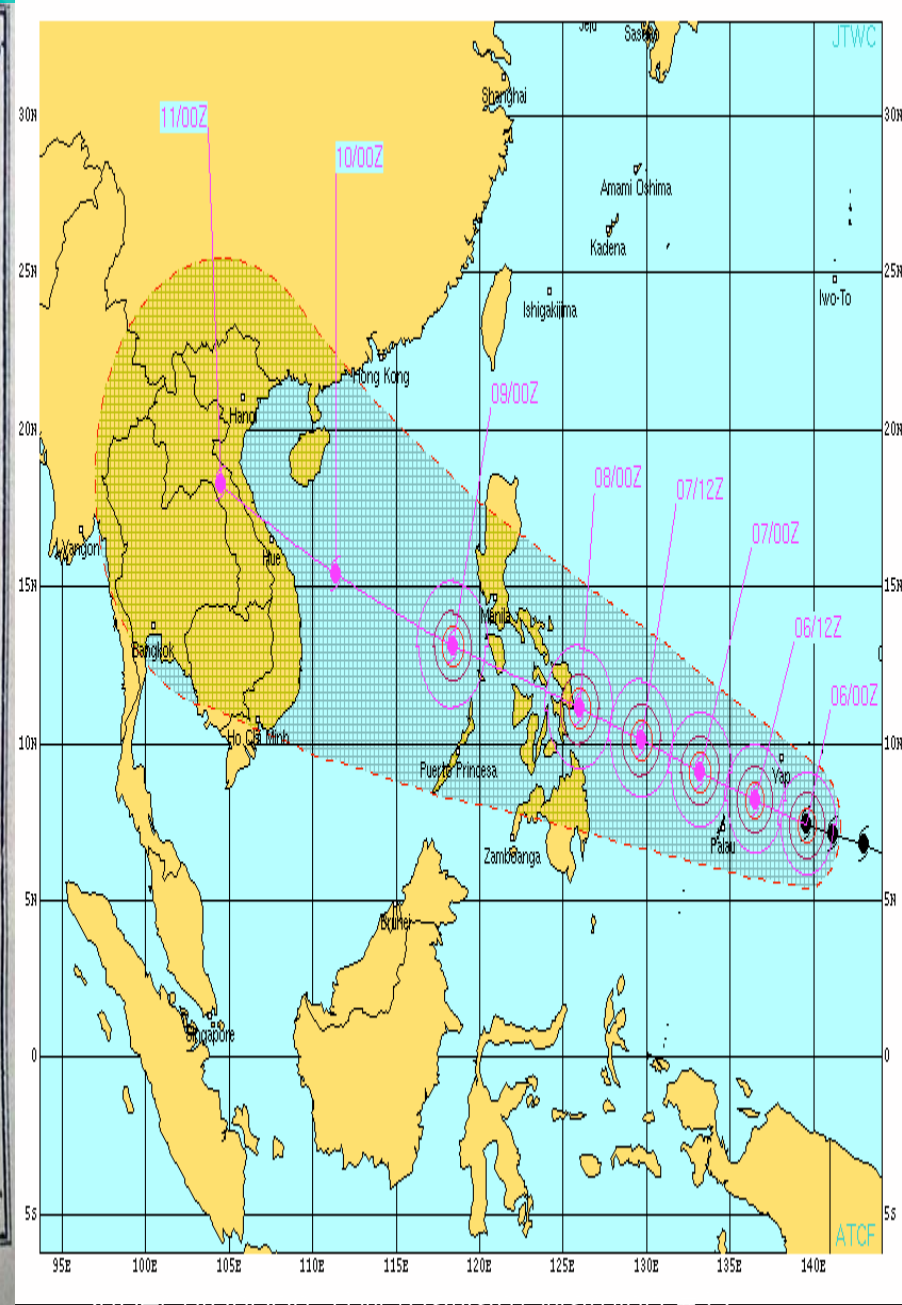 Jeju
Sasebo
JTWC
Shanghai
30N
11/00Z
30N
10/00Z
Amami Oshima
Kadena
25N
25N
Iwo-To
Ishigakijima
Hong Kong
09/00Z
Hanoi
20N
20N
08/00Z
07/12Z
07/00Z
Yangon
Hue
15N
15N
Manila
06/12Z
Bangkok
06/00Z
Ho Chi Minh
10N
10N
Puerto Princesa
Yap
Zamboanga
Palau
5N
5N
Brunei
Singapore
0
0
5S
5S
ATCF
95E 100E 105E 110E 115E 120E 125E 130E 135E 140E